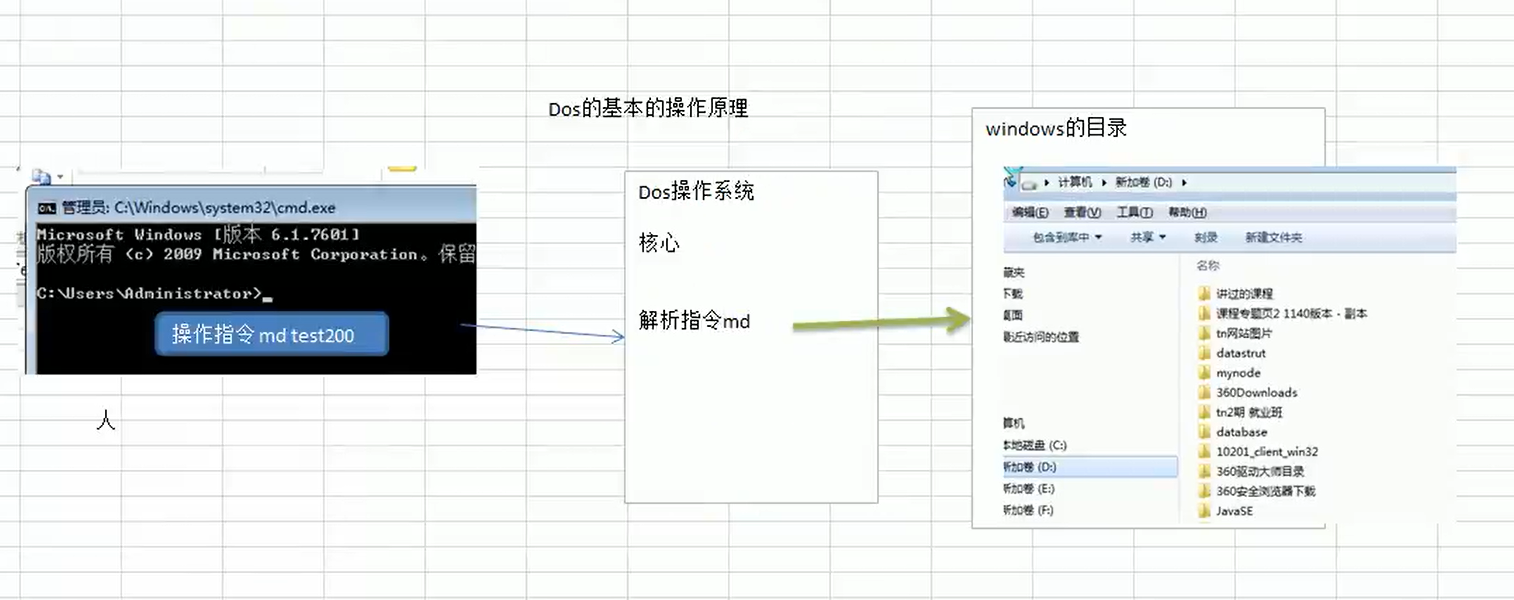 Dos的基本的操作原理
管理员: C:\Windows\system32\cmd.exe
Microsoft Windows [版本 6.1.7601]
版权所有 (c) 2009 Microsoft Corporation。保留
C:\Users\Administrator>_
操作指令 md test200
人
Dos操作系统
核心
解析指令md
windows的目录
计算机 新加卷 (D:)
编辑(E) 查看(V) 工具(T) 帮助(H)
包含到库中 共享 刻录 新建文件夹
藏夹
下载
桌面
最近访问的位置
算机
本地磁盘 (C:)
新加卷 (D:)
新加卷 (E:)
新加卷 (F:)
名称
讲过的课程
课程专题页2 1140版本 - 副本
tn网站图片
datastrut
mynode
360Downloads
tn2期 就业班
database
10201_client_win32
360驱动大师目录
360安全浏览器下载
JavaSE